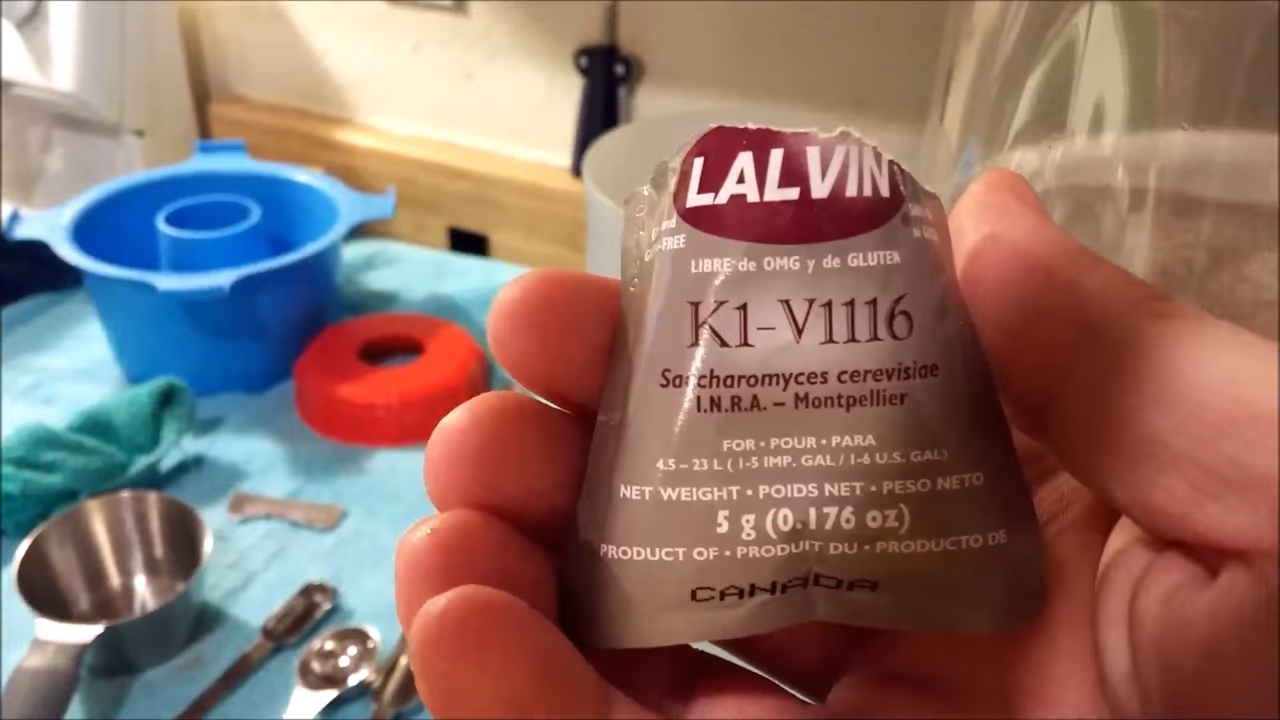 LALVIN
-FREE
LIBRE de OMG y de GLUTEN
K1-V1116
Saccharomyces cerevisiae
I.N.R.A. – Montpellier
FOR • POUR • PARA
4.5 – 23 L ( 1-5 IMP. GAL / 1-6 U.S. GAL)
NET WEIGHT • POIDS NET • PESO NETO
5 g (0.176 oz)
PRODUCT OF • PRODUIT DU • PRODUCTO DE
CANADA